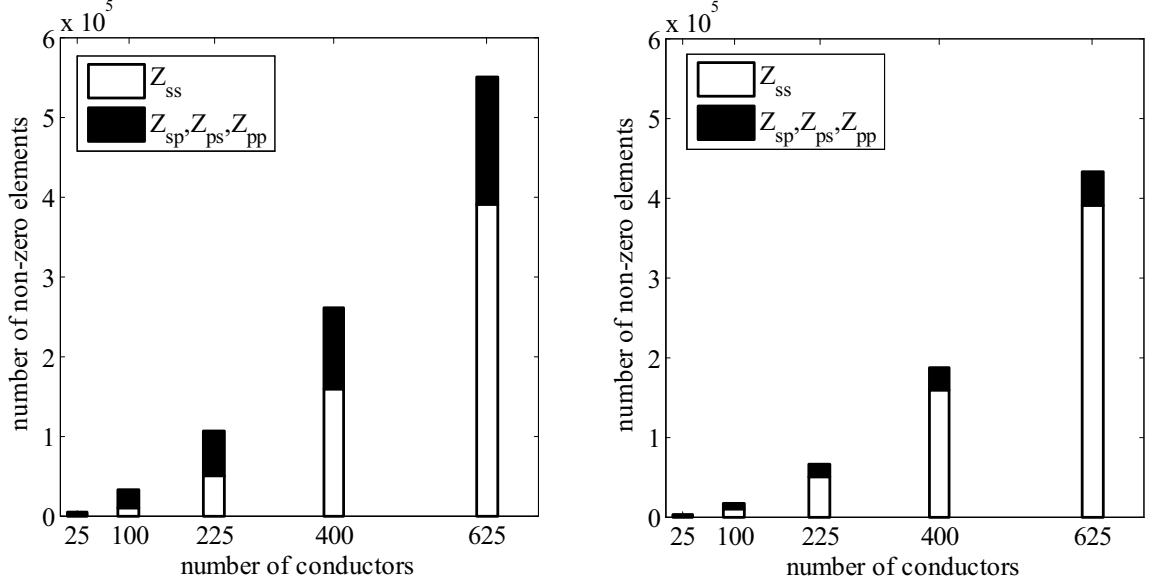 x 10^5
6
5
4
3
2
1
0
number of non-zero elements
Z_ss
Z_sp,Z_ps,Z_pp
25 100 225 400 625
number of conductors
x 10^5
6
5
4
3
2
1
0
number of non-zero elements
Z_ss
Z_sp,Z_ps,Z_pp
25 100 225 400 625
number of conductors